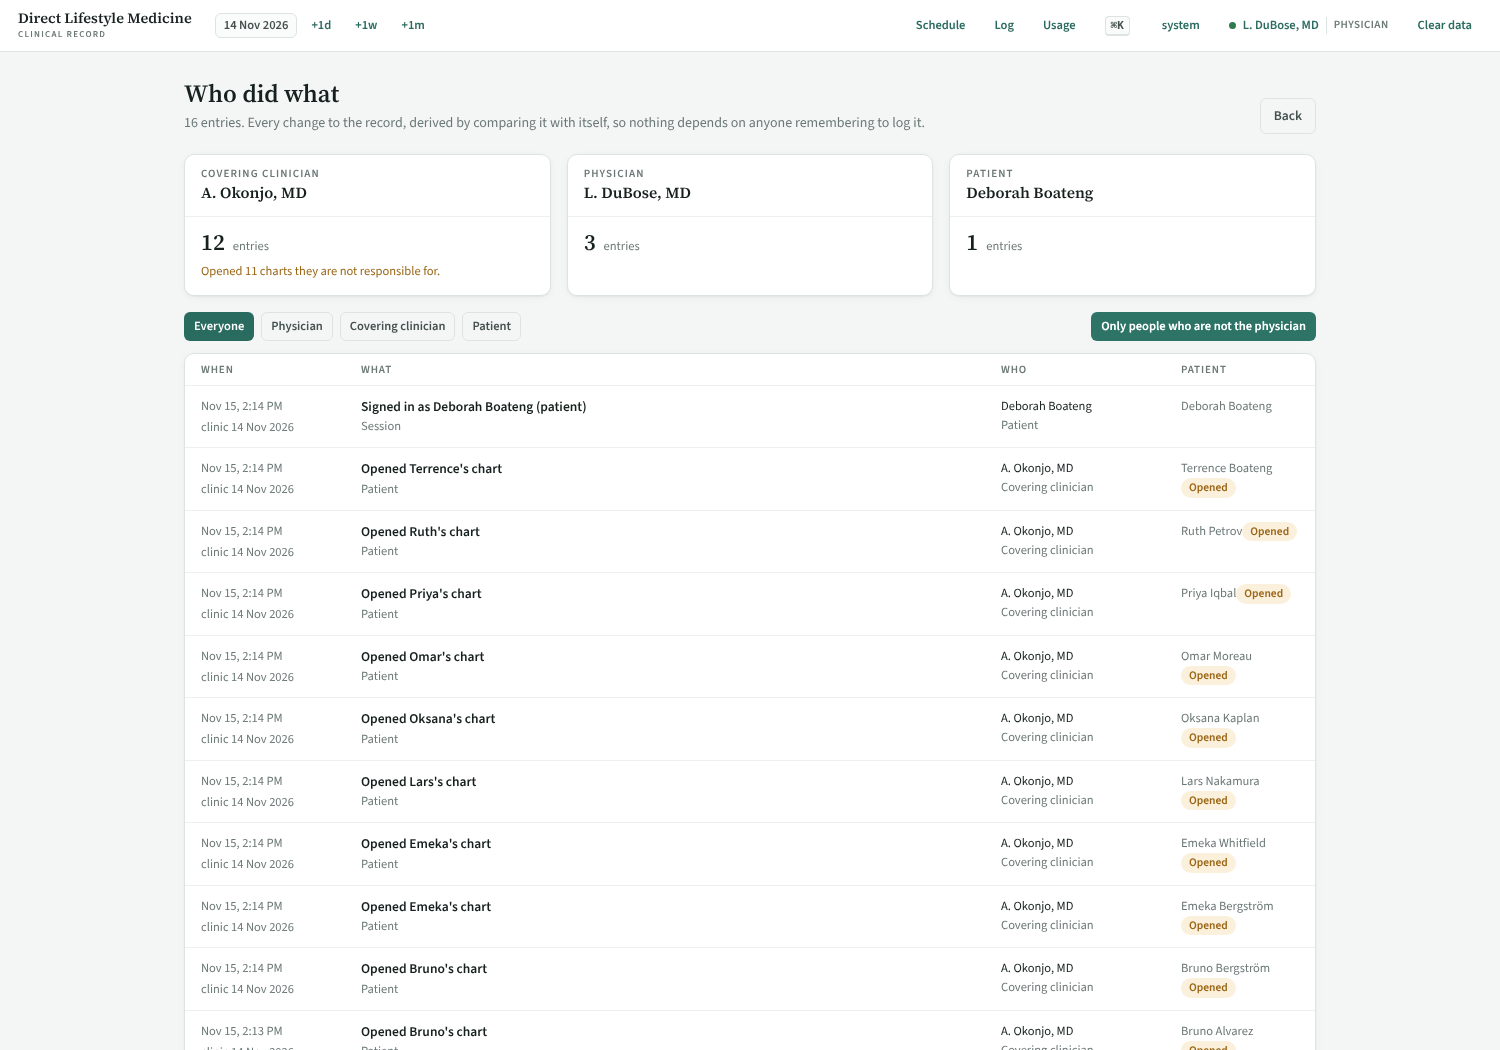 Direct Lifestyle Medicine
CLINICAL RECORD
14 Nov 2026 +1d +1w +1m
Schedule Log Usage ⌘K system L. DuBose, MD PHYSICIAN Clear data
Who did what
16 entries. Every change to the record, derived by comparing it with itself, so nothing depends on anyone remembering to log it.
Back
COVERING CLINICIAN
A. Okonjo, MD
12 entries
Opened 11 charts they are not responsible for.
PHYSICIAN
L. DuBose, MD
3 entries
PATIENT
Deborah Boateng
1 entries
Everyone Physician Covering clinician Patient
Only people who are not the physician
WHEN WHAT WHO PATIENT
Nov 15, 2:14 PM Signed in as Deborah Boateng (patient) Deborah Boateng Deborah Boateng
clinic 14 Nov 2026 Session Patient
Nov 15, 2:14 PM Opened Terrence's chart A. Okonjo, MD Terrence Boateng
clinic 14 Nov 2026 Patient Covering clinician Opened
Nov 15, 2:14 PM Opened Ruth's chart A. Okonjo, MD Ruth Petrov Opened
clinic 14 Nov 2026 Patient Covering clinician
Nov 15, 2:14 PM Opened Priya's chart A. Okonjo, MD Priya Iqbal Opened
clinic 14 Nov 2026 Patient Covering clinician
Nov 15, 2:14 PM Opened Omar's chart A. Okonjo, MD Omar Moreau
clinic 14 Nov 2026 Patient Covering clinician Opened
Nov 15, 2:14 PM Opened Oksana's chart A. Okonjo, MD Oksana Kaplan
clinic 14 Nov 2026 Patient Covering clinician Opened
Nov 15, 2:14 PM Opened Lars's chart A. Okonjo, MD Lars Nakamura
clinic 14 Nov 2026 Patient Covering clinician Opened
Nov 15, 2:14 PM Opened Emeka's chart A. Okonjo, MD Emeka Whitfield
clinic 14 Nov 2026 Patient Covering clinician Opened
Nov 15, 2:14 PM Opened Emeka's chart A. Okonjo, MD Emeka Bergström
clinic 14 Nov 2026 Patient Covering clinician Opened
Nov 15, 2:14 PM Opened Bruno's chart A. Okonjo, MD Bruno Bergström
clinic 14 Nov 2026 Patient Covering clinician Opened
Nov 15, 2:13 PM Opened Bruno's chart A. Okonjo, MD Bruno Alvarez
clinic 14 Nov 2026 Patient Covering clinician Opened